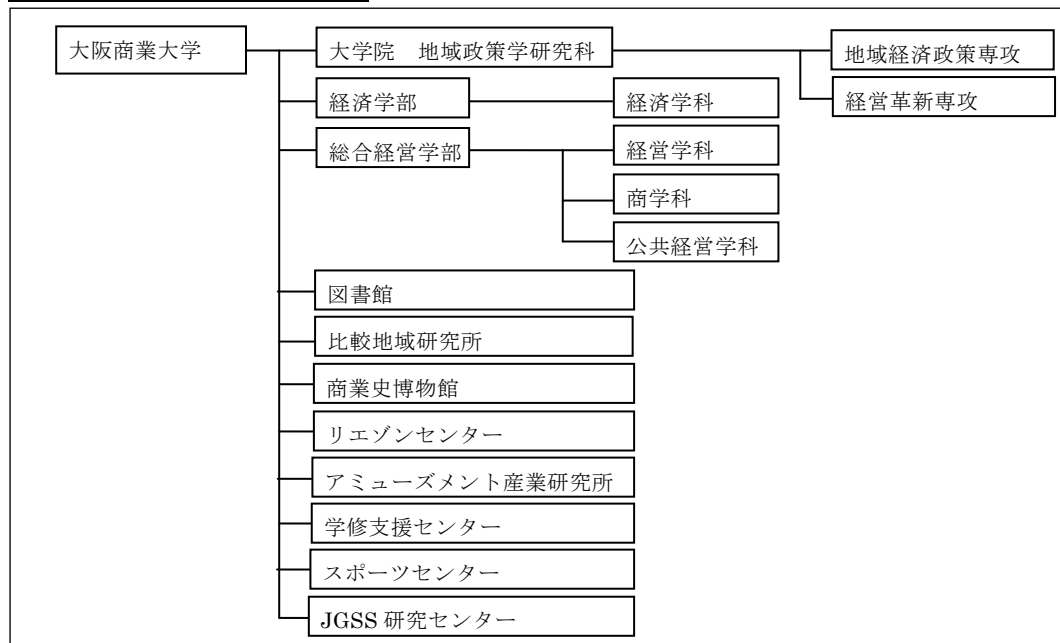 大阪商業大学
大学院 地域政策学研究科
地域経済政策専攻
経営革新専攻
経済学部
経済学科
総合経営学部
経営学科
商学科
公共経営学科
図書館
比較地域研究所
商業史博物館
リエゾンセンター
アミューズメント産業研究所
学修支援センター
スポーツセンター
JGSS 研究センター